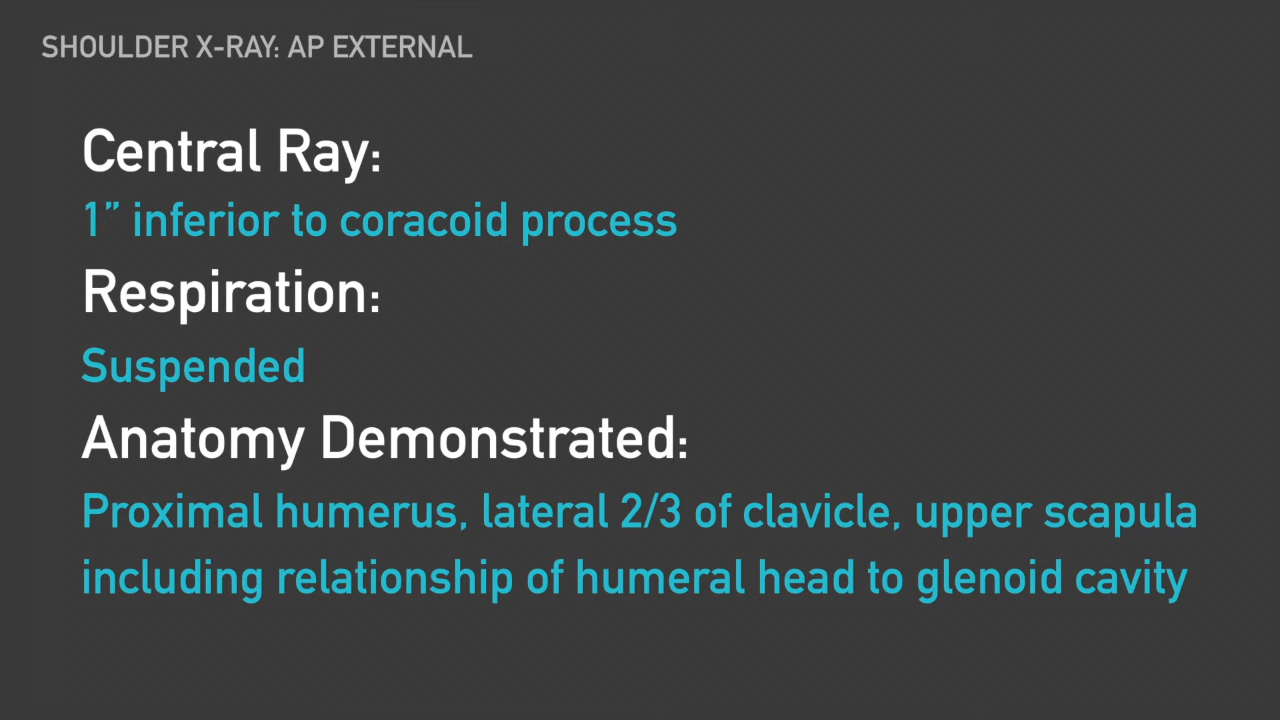 SHOULDER X-RAY: AP EXTERNAL
Central Ray:
1” inferior to coracoid process
Respiration:
Suspended
Anatomy Demonstrated:
Proximal humerus, lateral 2/3 of clavicle, upper scapula
including relationship of humeral head to glenoid cavity